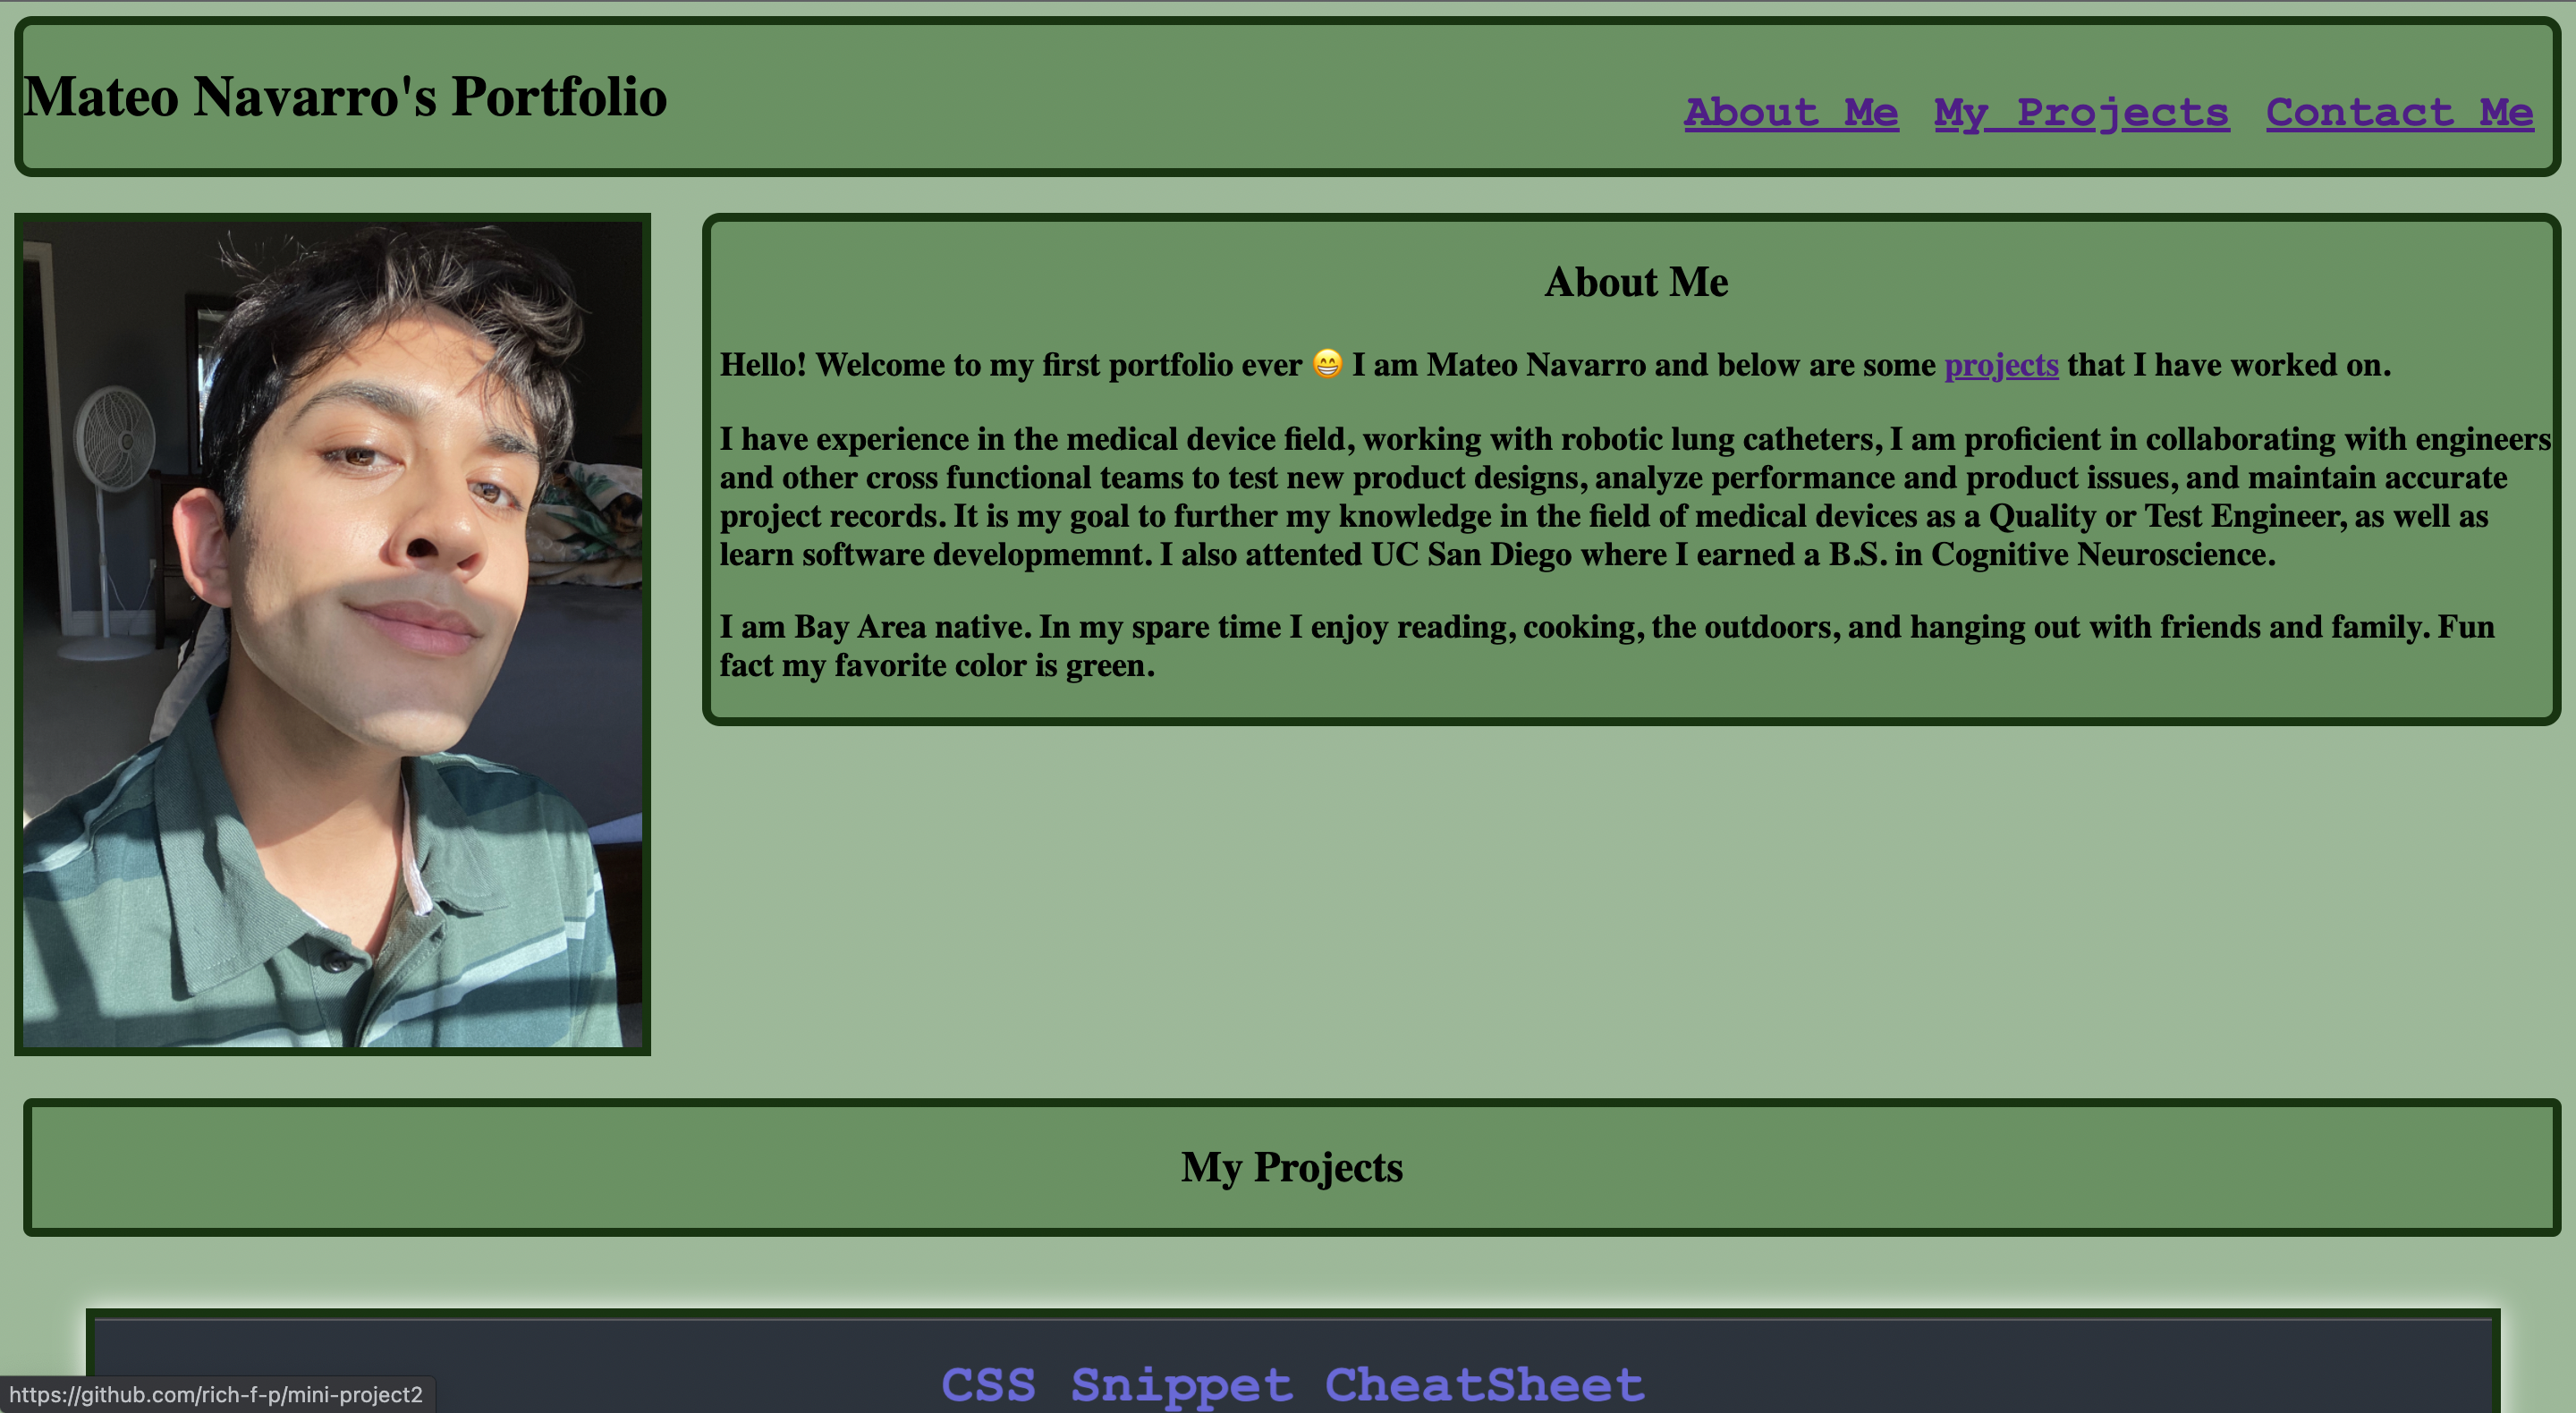 Mateo Navarro's Portfolio
About Me My Projects Contact Me
About Me
Hello! Welcome to my first portfolio ever 😁 I am Mateo Navarro and below are some projects that I have worked on.
I have experience in the medical device field, working with robotic lung catheters, I am proficient in collaborating with engineers
and other cross functional teams to test new product designs, analyze performance and product issues, and maintain accurate
project records. It is my goal to further my knowledge in the field of medical devices as a Quality or Test Engineer, as well as
learn software developmemnt. I also attented UC San Diego where I earned a B.S. in Cognitive Neuroscience.
I am Bay Area native. In my spare time I enjoy reading, cooking, the outdoors, and hanging out with friends and family. Fun
fact my favorite color is green.
My Projects
CSS Snippet CheatSheet
https://github.com/rich-f-p/mini-project2